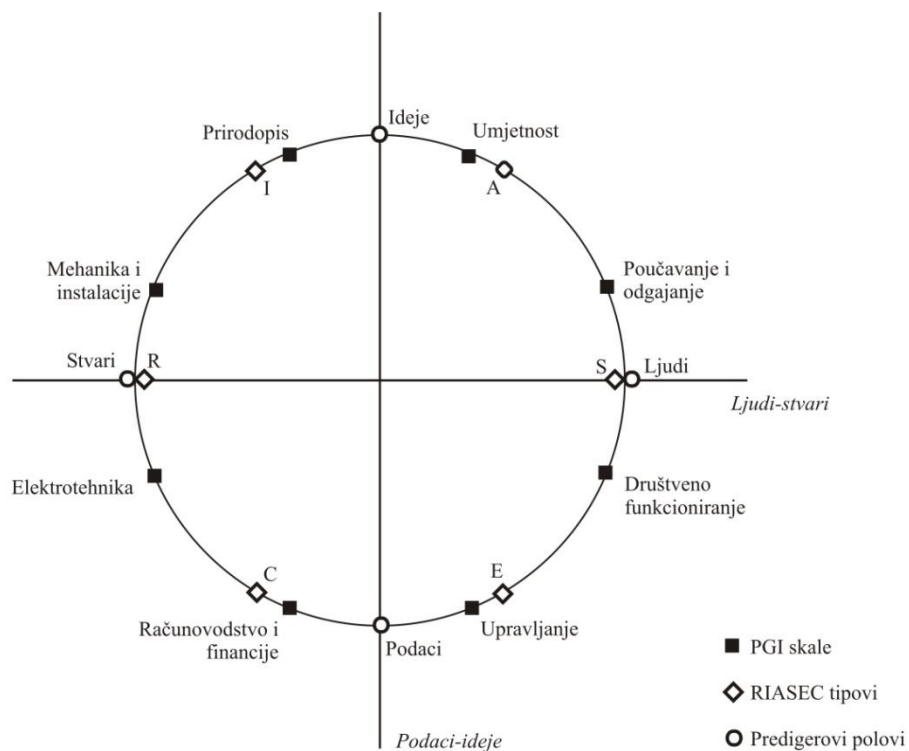 Ideje
Prirodopis
Umjetnost
I
A
Mehanika i
instalacije
Poučavanje i
odgajanje
Stvari
R
S
Ljudi
Ljudi-stvari
Elektrotehnika
Društveno
funkcioniranje
C
E
Računovodstvo i
financije
Podaci
Upravljanje
PGI skale
RIASEC tipovi
Predigerovi polovi
Podaci-ideje